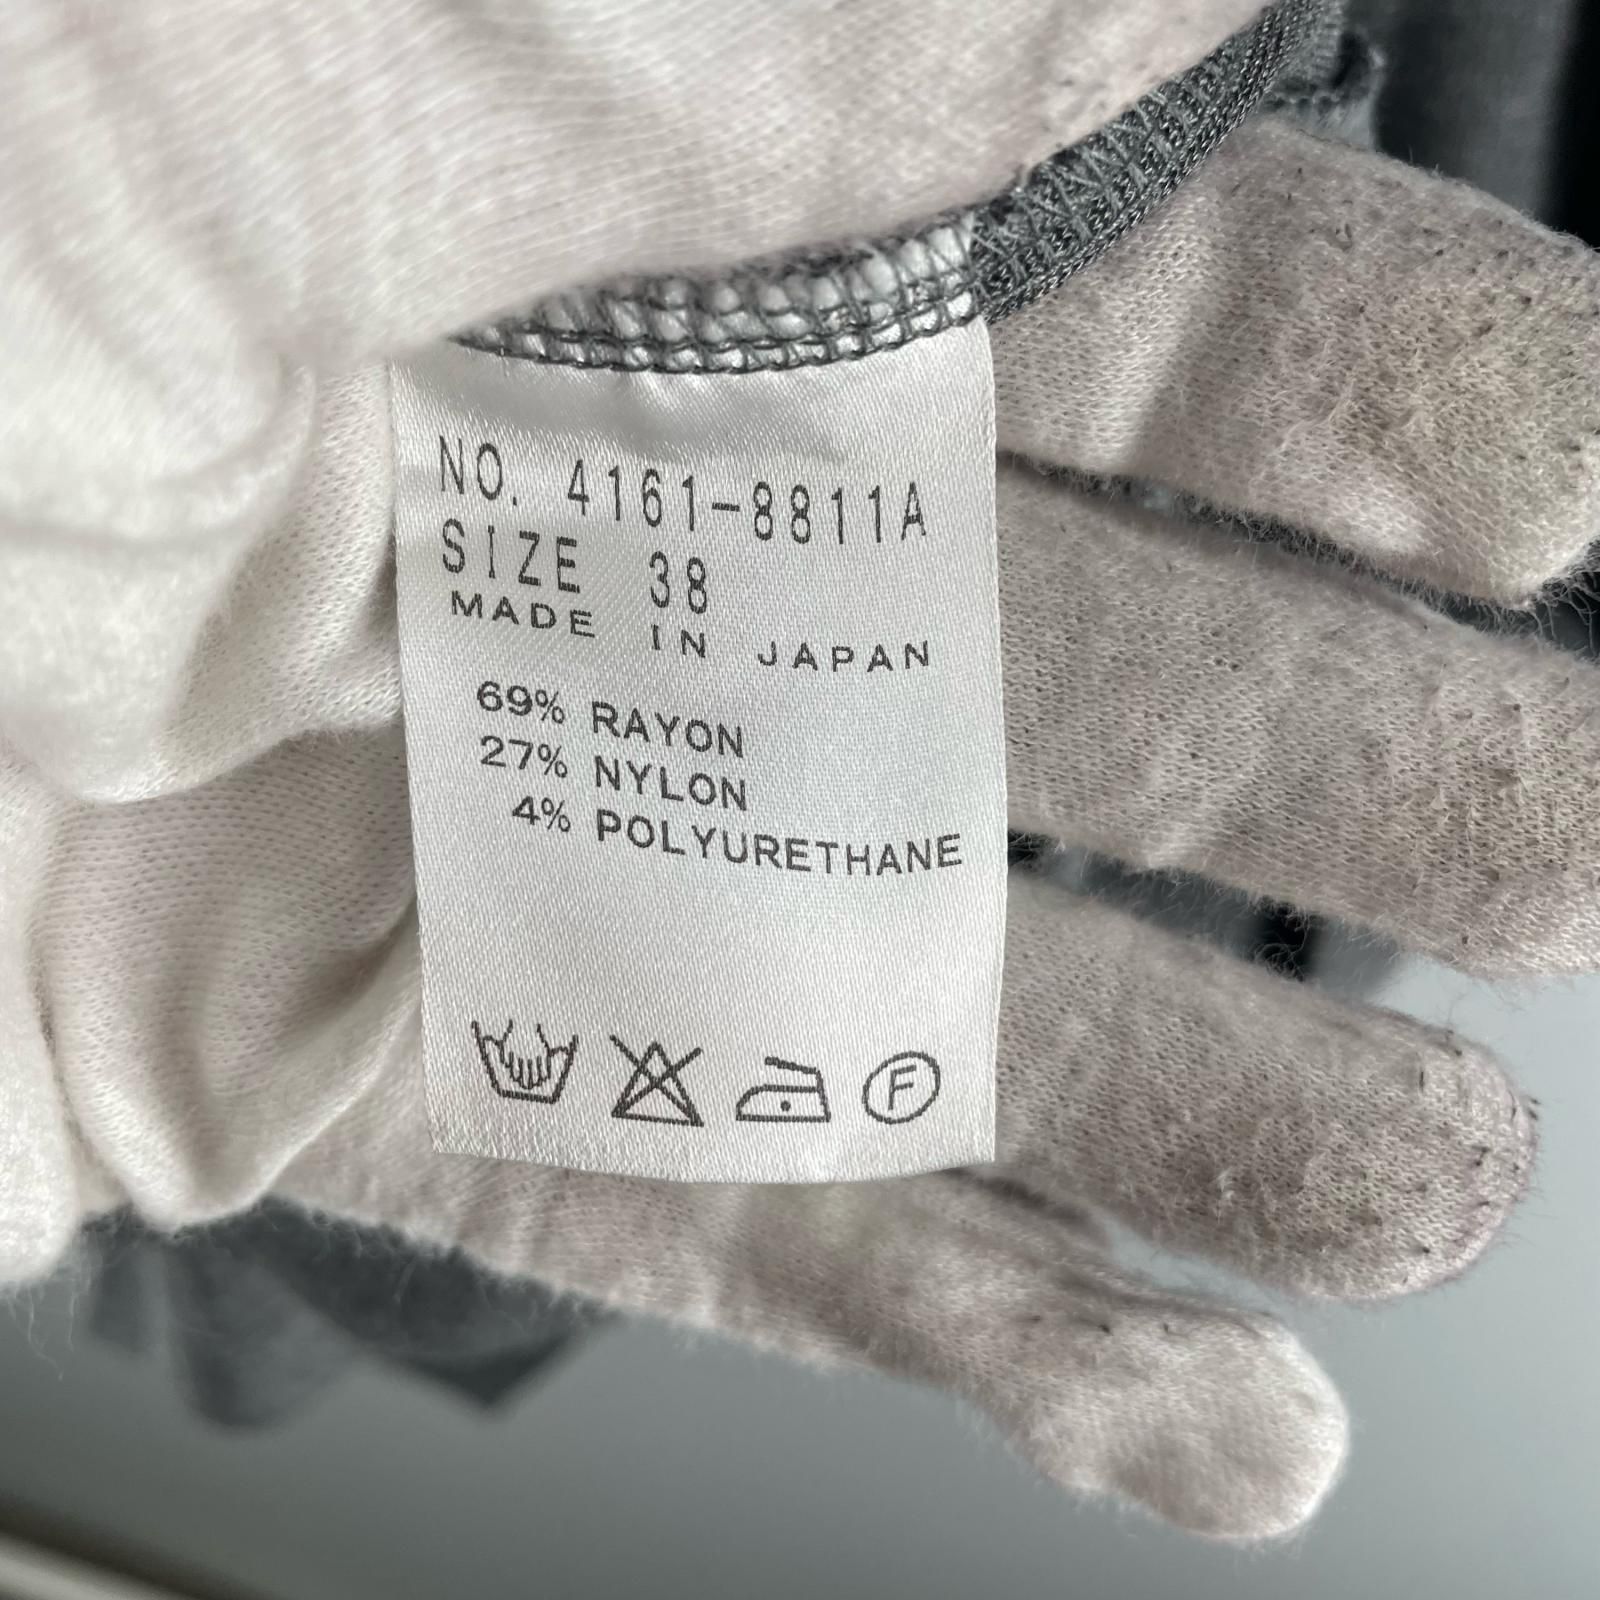 NO. 4161-8811A
SIZE 38
MADE IN JAPAN
69% RAYON
27% NYLON
4% POLYURETHANE
F